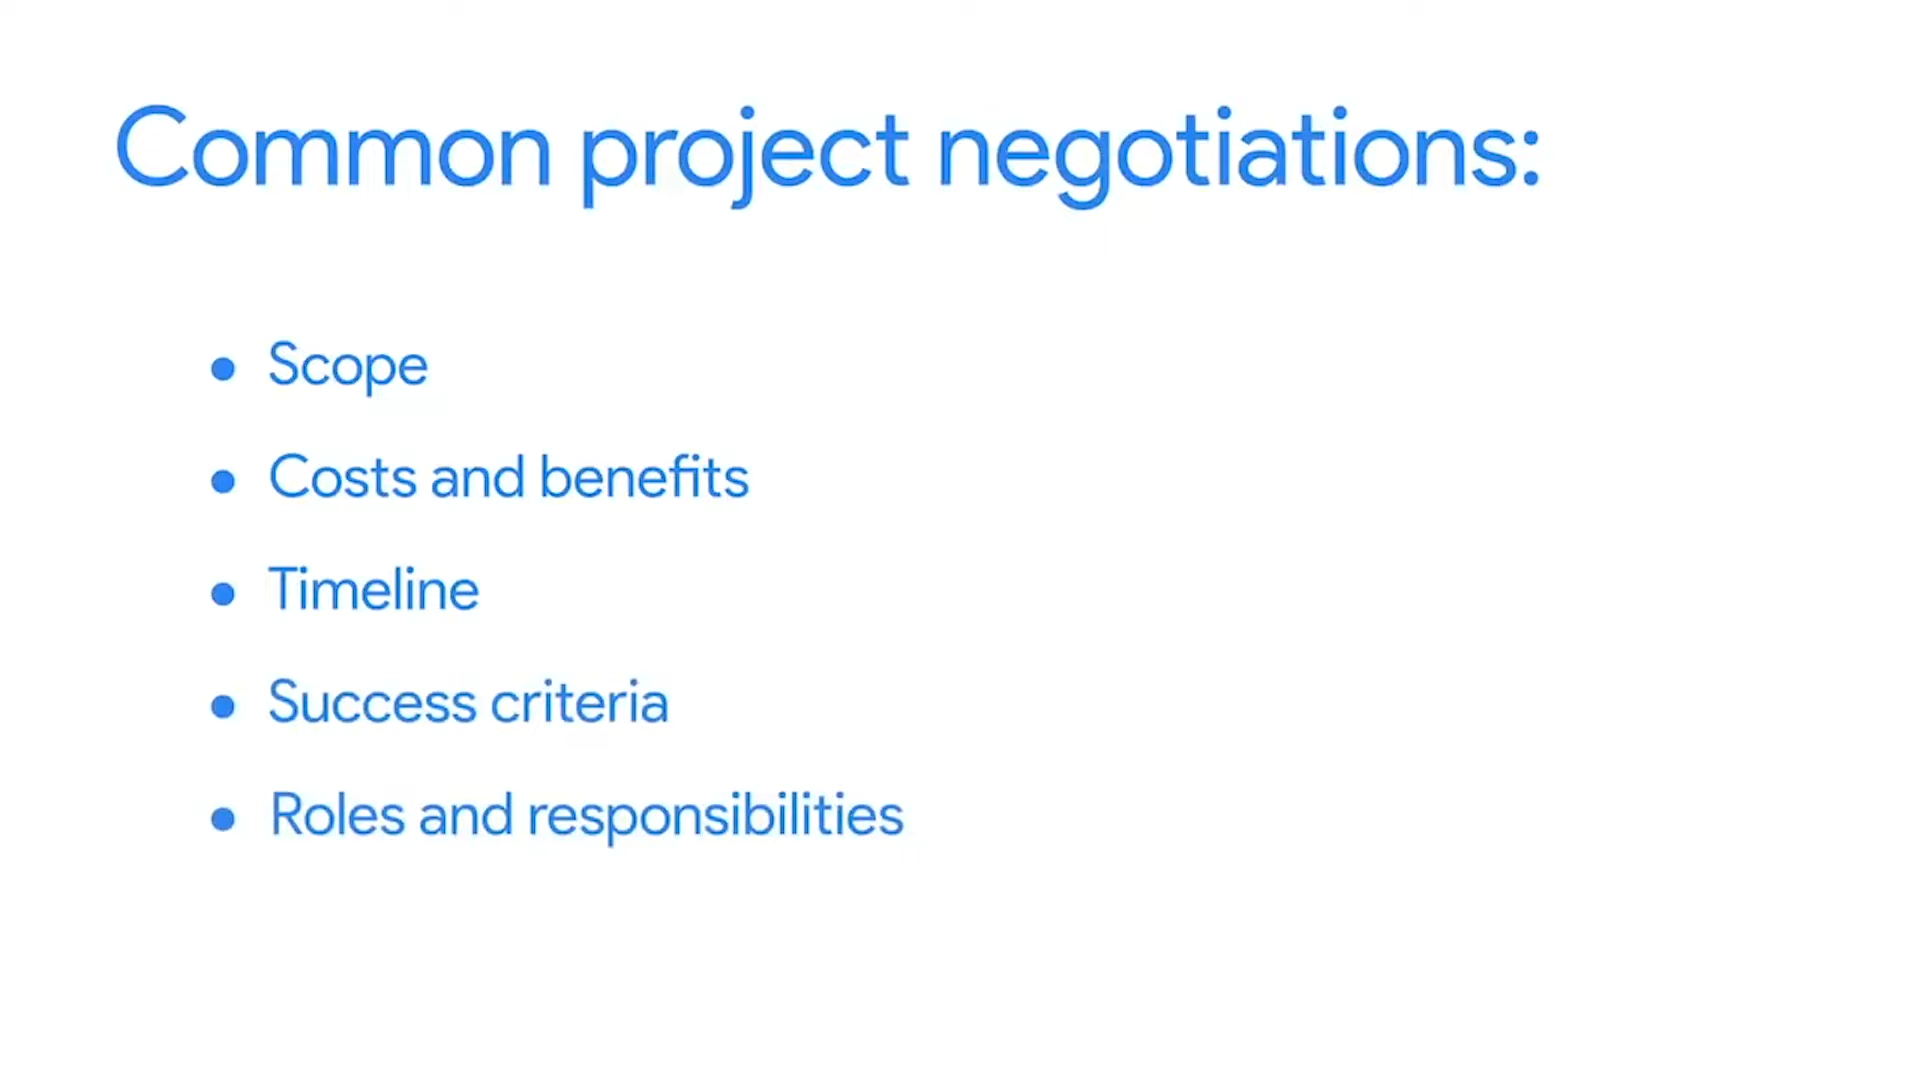 Common project negotiations:
● Scope
● Costs and benefits
● Timeline
● Success criteria
● Roles and responsibilities